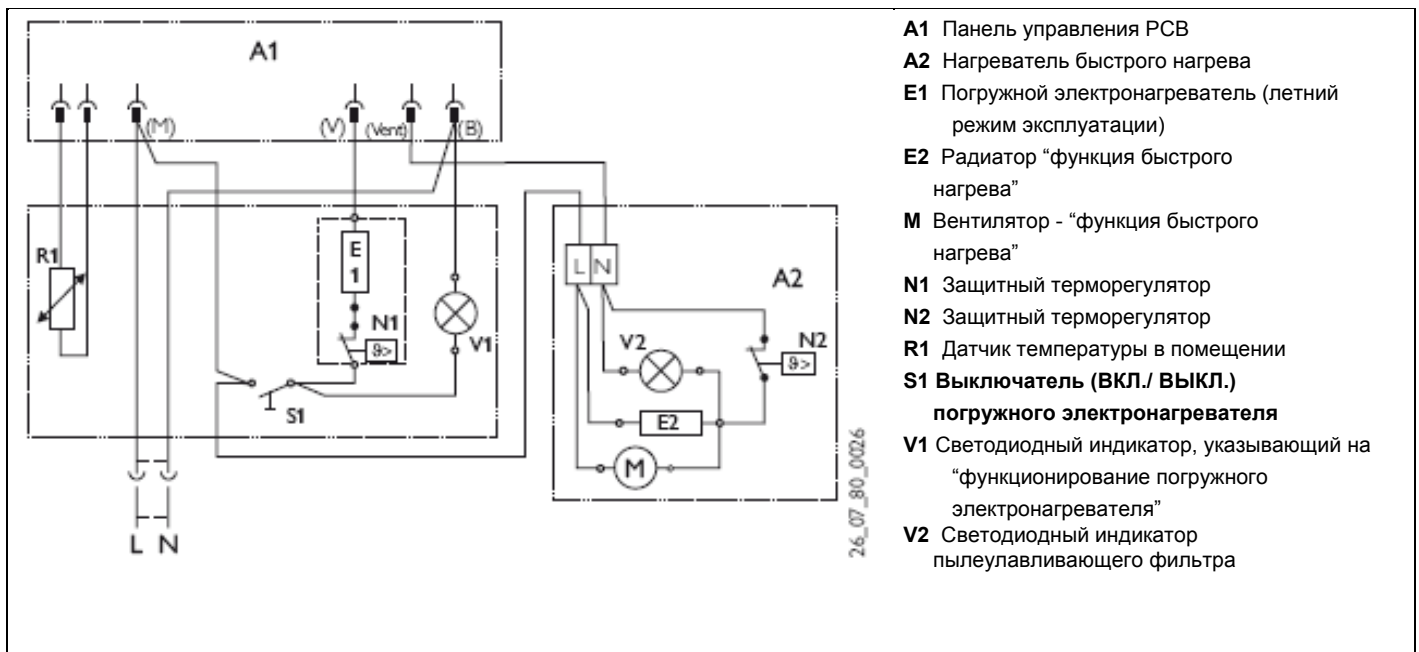 A1
(M)
(V)
(Vent)
(B)
R1
E
1
N1
ϑ>
V1
S1
L N
L N
A2
V2
N2
ϑ>
E2
M
26_07_80_0026
A1 Панель управления PCB
A2 Нагреватель быстрого нагрева
E1 Погружной электронагреватель (летний
режим эксплуатации)
E2 Радиатор “функция быстрого
нагрева”
M Вентилятор - “функция быстрого
нагрева”
N1 Защитный терморегулятор
N2 Защитный терморегулятор
R1 Датчик температуры в помещении
S1 Выключатель (ВКЛ./ ВЫКЛ.)
погружного электронагревателя
V1 Светодиодный индикатор, указывающий на
“функционирование погружного
электронагревателя”
V2 Светодиодный индикатор
пылеулавливающего фильтра